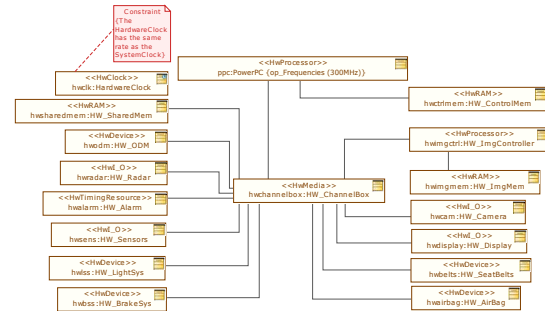 Constraint
{The
HardwareClock
has the same
rate as the
SystemClock}
<<HwClock>>
hwclk:HardwareClock
<<HwProcessor>>
ppc:PowerPC {op_Frequencies (300MHz)}
<<HwRAM>>
hwsharedmem:HW_SharedMem
<<HwRAM>>
hwctrlmem:HW_ControlMem
<<HwDevice>>
hwodm:HW_ODM
<<HwProcessor>>
hwimgctrl:HW_ImgController
<<HwI_O>>
hwradar:HW_Radar
<<HwRAM>>
hwimgmem:HW_ImgMem
<<HwMedia>>
hwchannelbox:HW_ChannelBox
<<HwTimingResource>>
hwalarm:HW_Alarm
<<HwI_O>>
hwcam:HW_Camera
<<HwI_O>>
hwsens:HW_Sensors
<<HwI_O>>
hwdisplay:HW_Display
<<HwDevice>>
hwlss:HW_LightSys
<<HwDevice>>
hwbelts:HW_SeatBelts
<<HwDevice>>
hwbss:HW_BrakeSys
<<HwDevice>>
hwairbag:HW_AirBag